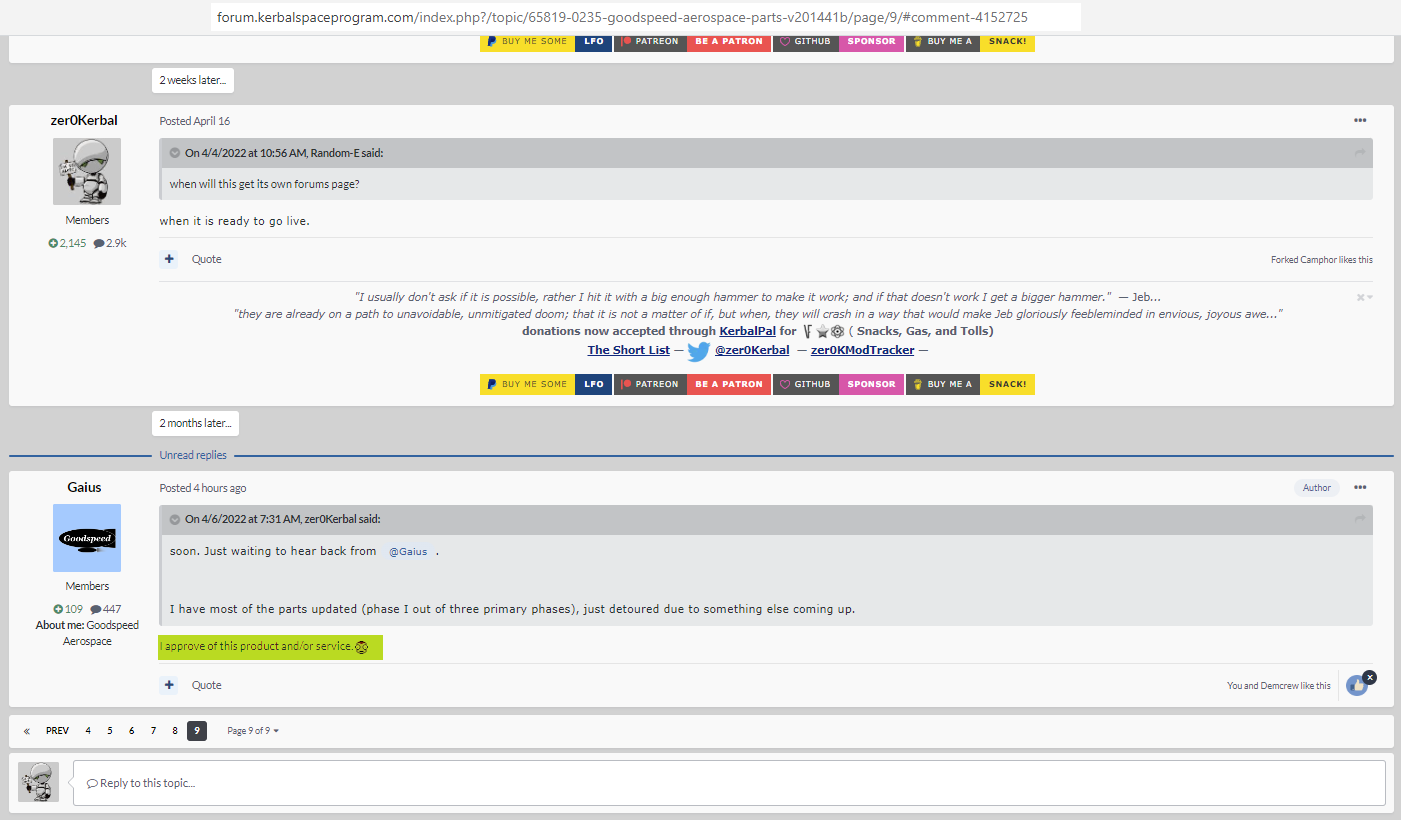 forum.kerbalspaceprogram.com/index.php?/topic/65819-0235-goodspeed-aerospace-parts-v201441b/page/9/#comment-4152725
BUY ME SOME LFO PATREON BE A PATRON GITHUB SPONSOR BUY ME A SNACK!
2 weeks later...
zer0Kerbal
Posted April 16
On 4/4/2022 at 10:56 AM, Random-E said:
when will this get its own forums page?
Members
2,145 2.9k
when it is ready to go live.
Quote
Forked Camphor likes this
"I usually don't ask if it is possible, rather I hit it with a big enough hammer to make it work; and if that doesn't work I get a bigger hammer." — Jeb...
"they are already on a path to unavoidable, unmitigated doom; that it is not a matter of if, but when, they will crash in a way that would make Jeb gloriously feebleminded in envious, joyous awe..."
donations now accepted through KerbalPal for ( Snacks, Gas, and Tolls)
The Short List — @zer0Kerbal — zer0KModTracker —
BUY ME SOME LFO PATREON BE A PATRON GITHUB SPONSOR BUY ME A SNACK!
2 months later...
Unread replies
Gaius
Posted 4 hours ago
Author
Goodspeed
On 4/6/2022 at 7:31 AM, zer0Kerbal said:
soon. Just waiting to hear back from @Gaius .
I have most of the parts updated (phase I out of three primary phases), just detoured due to something else coming up.
Members
109 447
About me: Goodspeed
Aerospace
I approve of this product and/or service.
Quote
You and Demcrew like this
« PREV 4 5 6 7 8 9 Page 9 of 9
Reply to this topic...